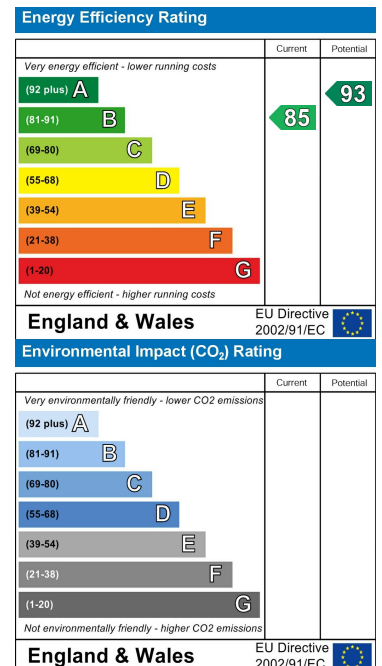 Energy Efficiency Rating
Current Potential
Very energy efficient - lower running costs
(92 plus) A
93
(81-91) B
85
(69-80) C
(55-68) D
(39-54) E
(21-38) F
(1-20) G
Not energy efficient - higher running costs
England & Wales
EU Directive
2002/91/EC
Environmental Impact (CO₂) Rating
Current Potential
Very environmentally friendly - lower CO2 emissions
(92 plus) A
(81-91) B
(69-80) C
(55-68) D
(39-54) E
(21-38) F
(1-20) G
Not environmentally friendly - higher CO2 emissions
England & Wales
EU Directive
2002/91/EC